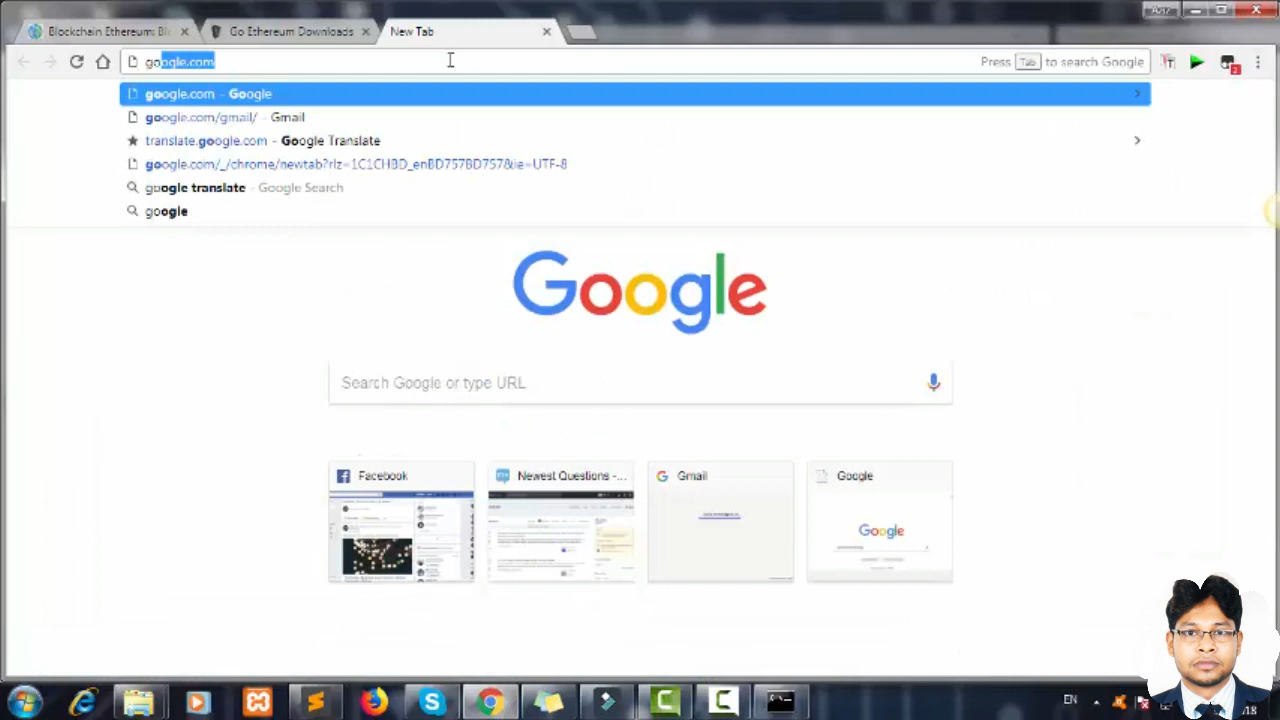 Aziz
Blockchain Ethereum: Bl
Go Ethereum Downloads
New Tab
google.com
Press Tab to search Google
google.com - Google
google.com/gmail/ - Gmail
translate.google.com - Google Translate
google.com/_/chrome/newtab?rlz=1C1CHBD_enBD757BD757&ie=UTF-8
google translate - Google Search
google
Google
Search Google or type URL
Facebook
Newest Questions -...
Gmail
Google
Google
EN